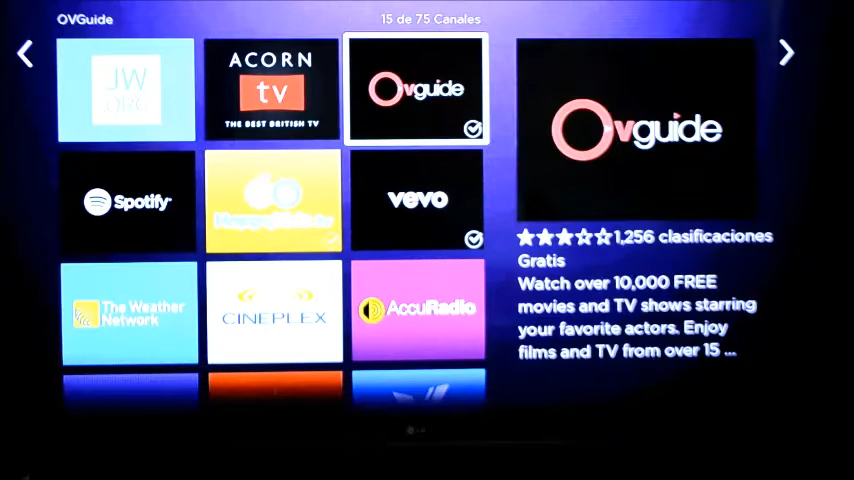 OVGuide
15 de 75 Canales
JW
.ORG
ACORN
tv
THE BEST BRITISH TV
Ovguide
Ovguide
Spotify
vevo
1,256 clasificaciones
Gratis
Watch over 10,000 FREE
movies and TV shows starring
your favorite actors. Enjoy
films and TV from over 15 ...
The Weather
Network
CINEPLEX
AccuRadio
LG